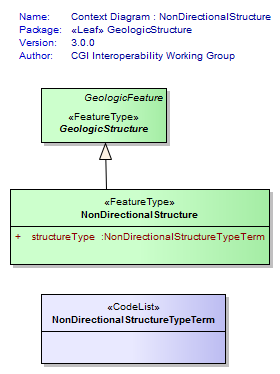 Name: Context Diagram : NonDirectionalStructure
Package: «Leaf» GeologicStructure
Version: 3.0.0
Author: CGI Interoperability Working Group
GeologicFeature
«FeatureType»
GeologicStructure
«FeatureType»
NonDirectionalStructure
+ structureType :NonDirectionalStructureTypeTerm
«CodeList»
NonDirectionalStructureTypeTerm